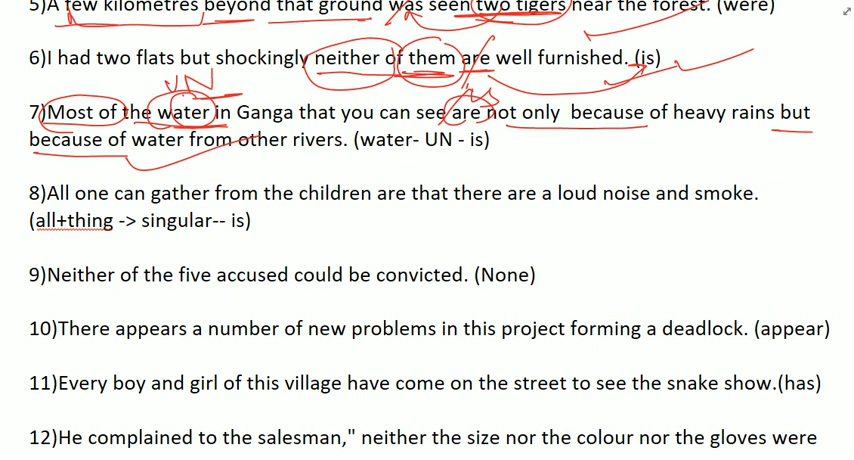 5)A few kilometres beyond that ground was seen two tigers near the forest. (were)
6)I had two flats but shockingly neither of them are well furnished. (is)
UN
is
7)Most of the water in Ganga that you can see are not only because of heavy rains but
because of water from other rivers. (water- UN - is)
8)All one can gather from the children are that there are a loud noise and smoke.
(all+thing -> singular-- is)
9)Neither of the five accused could be convicted. (None)
10)There appears a number of new problems in this project forming a deadlock. (appear)
11)Every boy and girl of this village have come on the street to see the snake show.(has)
12)He complained to the salesman," neither the size nor the colour nor the gloves were